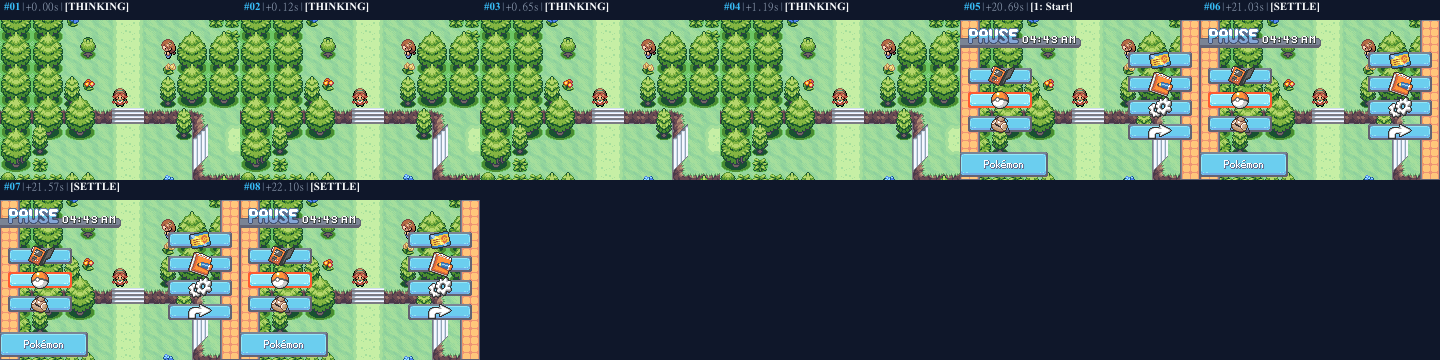 #01 | +0.00s | [THINKING]
#02 | +0.12s | [THINKING]
#03 | +0.65s | [THINKING]
#04 | +1.19s | [THINKING]
#05 | +20.69s | [1: Start]
#06 | +21.03s | [SETTLE]
PAUSE 04:43 AM
Pokémon
PAUSE 04:43 AM
Pokémon
#07 | +21.57s | [SETTLE]
#08 | +22.10s | [SETTLE]
PAUSE 04:43 AM
Pokémon
PAUSE 04:43 AM
Pokémon